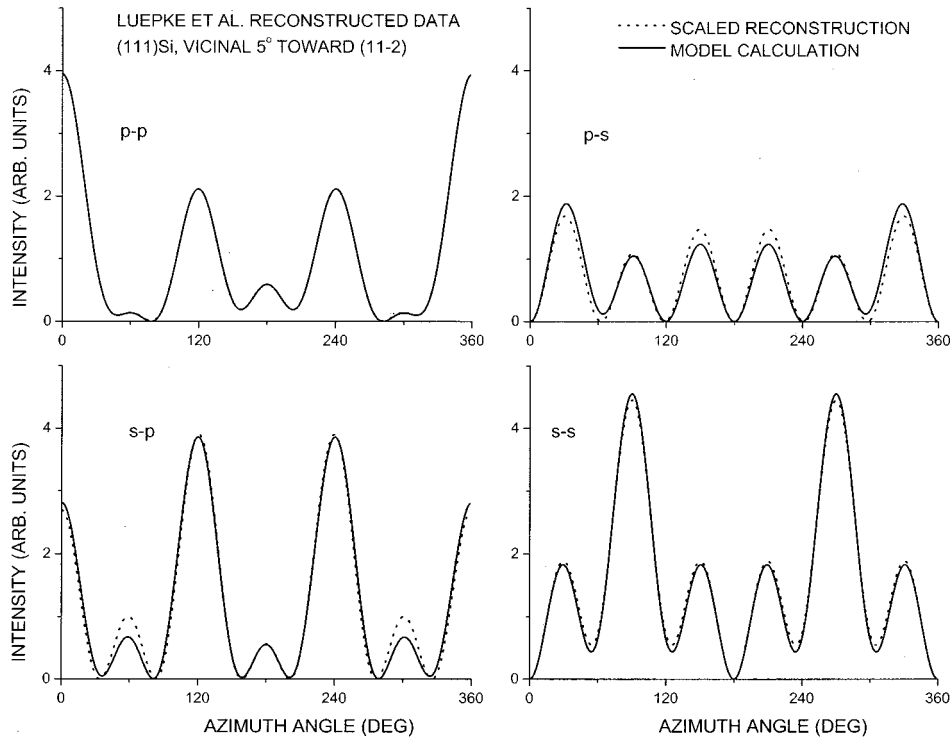 LUEPKE ET AL. RECONSTRUCTED DATA
(111)Si, VICINAL 5° TOWARD (11-2)
SCALED RECONSTRUCTION
MODEL CALCULATION
INTENSITY (ARB. UNITS)
4
2
0
p-p
0
120
240
360
4
2
0
p-s
0
120
240
360
INTENSITY (ARB. UNITS)
4
2
0
s-p
0
120
240
360
AZIMUTH ANGLE (DEG)
4
2
0
s-s
0
120
240
360
AZIMUTH ANGLE (DEG)